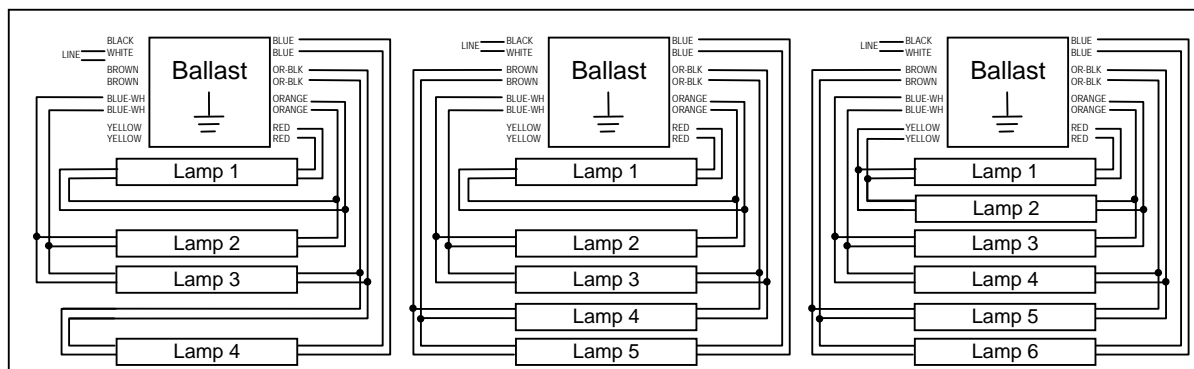 BLACK
LINE
WHITE
BROWN
BROWN
BLUE-WH
BLUE-WH
YELLOW
YELLOW
Ballast
BLUE
BLUE
OR-BLK
OR-BLK
ORANGE
ORANGE
RED
RED
Lamp 1
Lamp 2
Lamp 3
Lamp 4
BLACK
LINE
WHITE
BROWN
BROWN
BLUE-WH
BLUE-WH
YELLOW
YELLOW
Ballast
BLUE
BLUE
OR-BLK
OR-BLK
ORANGE
ORANGE
RED
RED
Lamp 1
Lamp 2
Lamp 3
Lamp 4
Lamp 5
BLACK
LINE
WHITE
BROWN
BROWN
BLUE-WH
BLUE-WH
YELLOW
YELLOW
Ballast
BLUE
BLUE
OR-BLK
OR-BLK
ORANGE
ORANGE
RED
RED
Lamp 1
Lamp 2
Lamp 3
Lamp 4
Lamp 5
Lamp 6